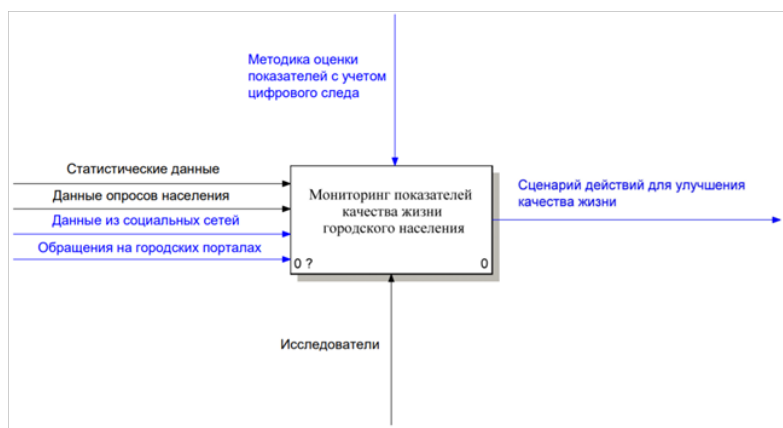 Методика оценки
показателей с учетом
цифрового следа
Статистические данные
Данные опросов населения
Данные из социальных сетей
Обращения на городских порталах
Мониторинг показателей
качества жизни
городского населения
0 ?
0
Сценарий действий для улучшения
качества жизни
Исследователи